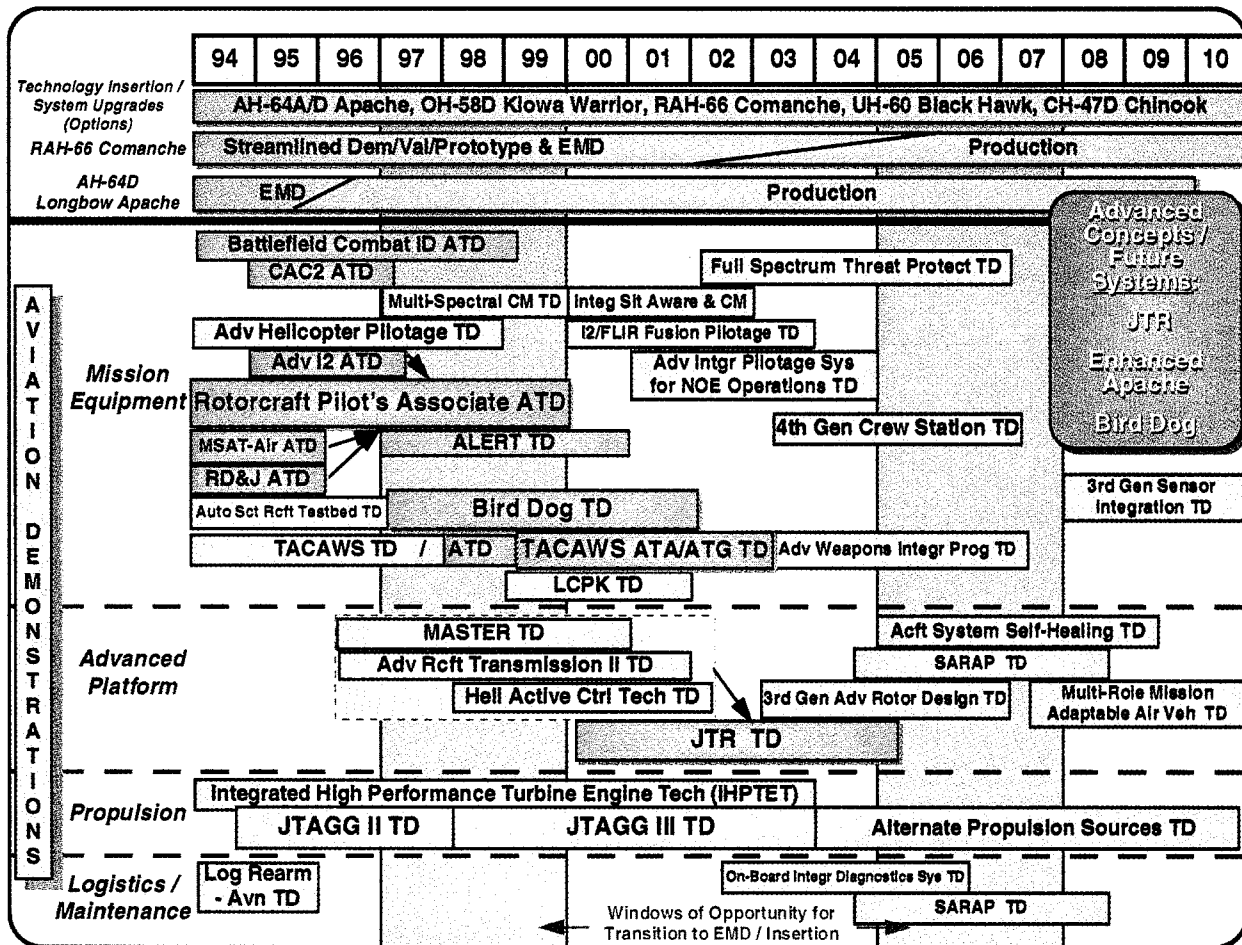 94 95 96 97 98 99 00 01 02 03 04 05 06 07 08 09 10
Technology Insertion /
System Upgrades
(Options)
AH-64A/D Apache, OH-58D Kiowa Warrior, RAH-66 Comanche, UH-60 Black Hawk, CH-47D Chinook
RAH-66 Comanche
Streamlined Dem/Val/Prototype & EMD
Production
AH-64D
Longbow Apache
EMD
Production
Advanced
Concepts /
Future
Systems:
JTR
Enhanced
Apache
Bird Dog
AVIATION DEMONSTRATIONS
Mission
Equipment
Battlefield Combat ID ATD
CAC2 ATD
Full Spectrum Threat Protect TD
Multi-Spectral CM TD
Integ Sit Aware & CM
Adv Helicopter Pilotage TD
I2/FLIR Fusion Pilotage TD
Adv I2 ATD
Adv Intgr Pilotage Sys
for NOE Operations TD
Rotorcraft Pilot's Associate ATD
4th Gen Crew Station TD
MSAT-Air ATD
ALERT TD
RD&J ATD
3rd Gen Sensor
Integration TD
Auto Sct Rcft Testbed TD
Bird Dog TD
TACAWS TD / ATD
TACAWS ATA/ATG TD
Adv Weapons Integr Prog TD
LCPK TD
Advanced
Platform
MASTER TD
Acft System Self-Healing TD
Adv Rcft Transmission II TD
SARAP TD
Heli Active Ctrl Tech TD
3rd Gen Adv Rotor Design TD
Multi-Role Mission
Adaptable Air Veh TD
JTR TD
Propulsion
Integrated High Performance Turbine Engine Tech (IHPTET)
JTAGG II TD
JTAGG III TD
Alternate Propulsion Sources TD
Logistics /
Maintenance
Log Rearm
- Avn TD
On-Board Integr Diagnostics Sys TD
SARAP TD
Windows of Opportunity for
Transition to EMD / Insertion